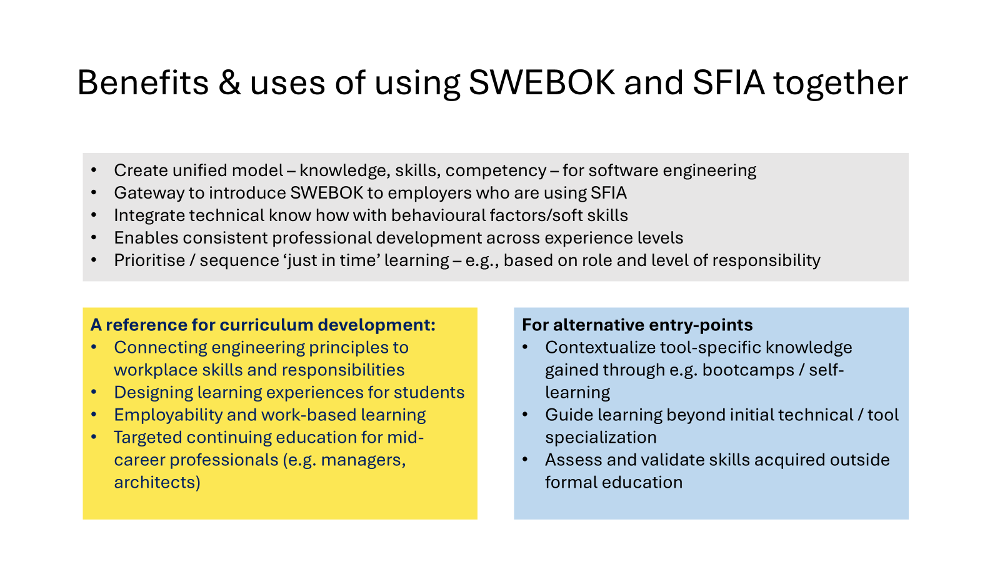 Benefits & uses of using SWEBOK and SFIA together
• Create unified model – knowledge, skills, competency – for software engineering
• Gateway to introduce SWEBOK to employers who are using SFIA
• Integrate technical know how with behavioural factors/soft skills
• Enables consistent professional development across experience levels
• Prioritise / sequence ‘just in time’ learning – e.g., based on role and level of responsibility
A reference for curriculum development:
• Connecting engineering principles to
workplace skills and responsibilities
• Designing learning experiences for students
• Employability and work-based learning
• Targeted continuing education for mid-
career professionals (e.g. managers,
architects)
For alternative entry-points
• Contextualize tool-specific knowledge
gained through e.g. bootcamps / self-
learning
• Guide learning beyond initial technical / tool
specialization
• Assess and validate skills acquired outside
formal education